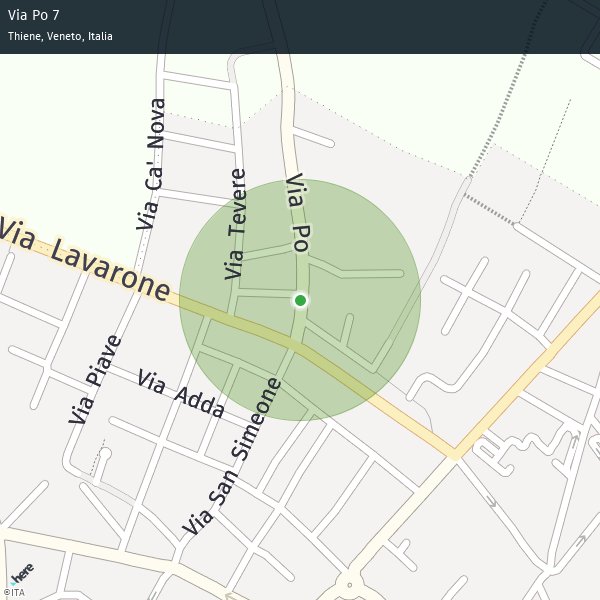 Via Po 7
Thiene, Veneto, Italia
Via Ca' Nova
Via Tevere
Via Po
Via Lavarone
Via Piave
Via Adda
Via San Simeone
here
©ITA